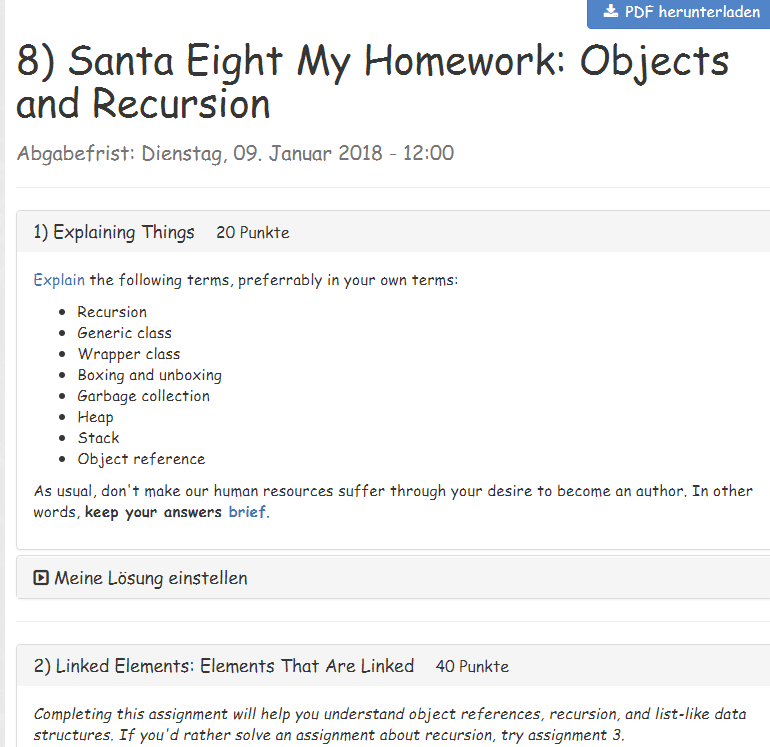 PDF herunterladen
8) Santa Eight My Homework: Objects
and Recursion
Abgabefrist: Dienstag, 09. Januar 2018 - 12:00
1) Explaining Things 20 Punkte
Explain the following terms, preferrably in your own terms:
• Recursion
• Generic class
• Wrapper class
• Boxing and unboxing
• Garbage collection
• Heap
• Stack
• Object reference
As usual, don't make our human resources suffer through your desire to become an author. In other
words, keep your answers brief.
Meine Lösung einstellen
2) Linked Elements: Elements That Are Linked 40 Punkte
Completing this assignment will help you understand object references, recursion, and list-like data
structures. If you'd rather solve an assignment about recursion, try assignment 3.